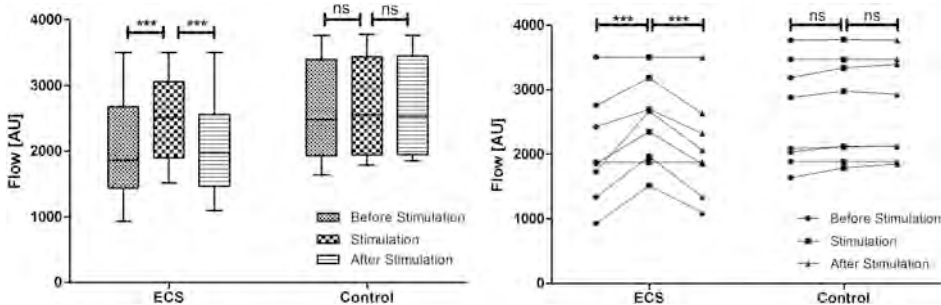 *** ***
ns ns
4000
3000
2000
1000
0
Flow [AU]
Before Stimulation
Stimulation
After Stimulation
ECS Control
*** ***
ns ns
4000
3000
2000
1000
0
Flow [AU]
Before Stimulation
Stimulation
After Stimulation
ECS Control